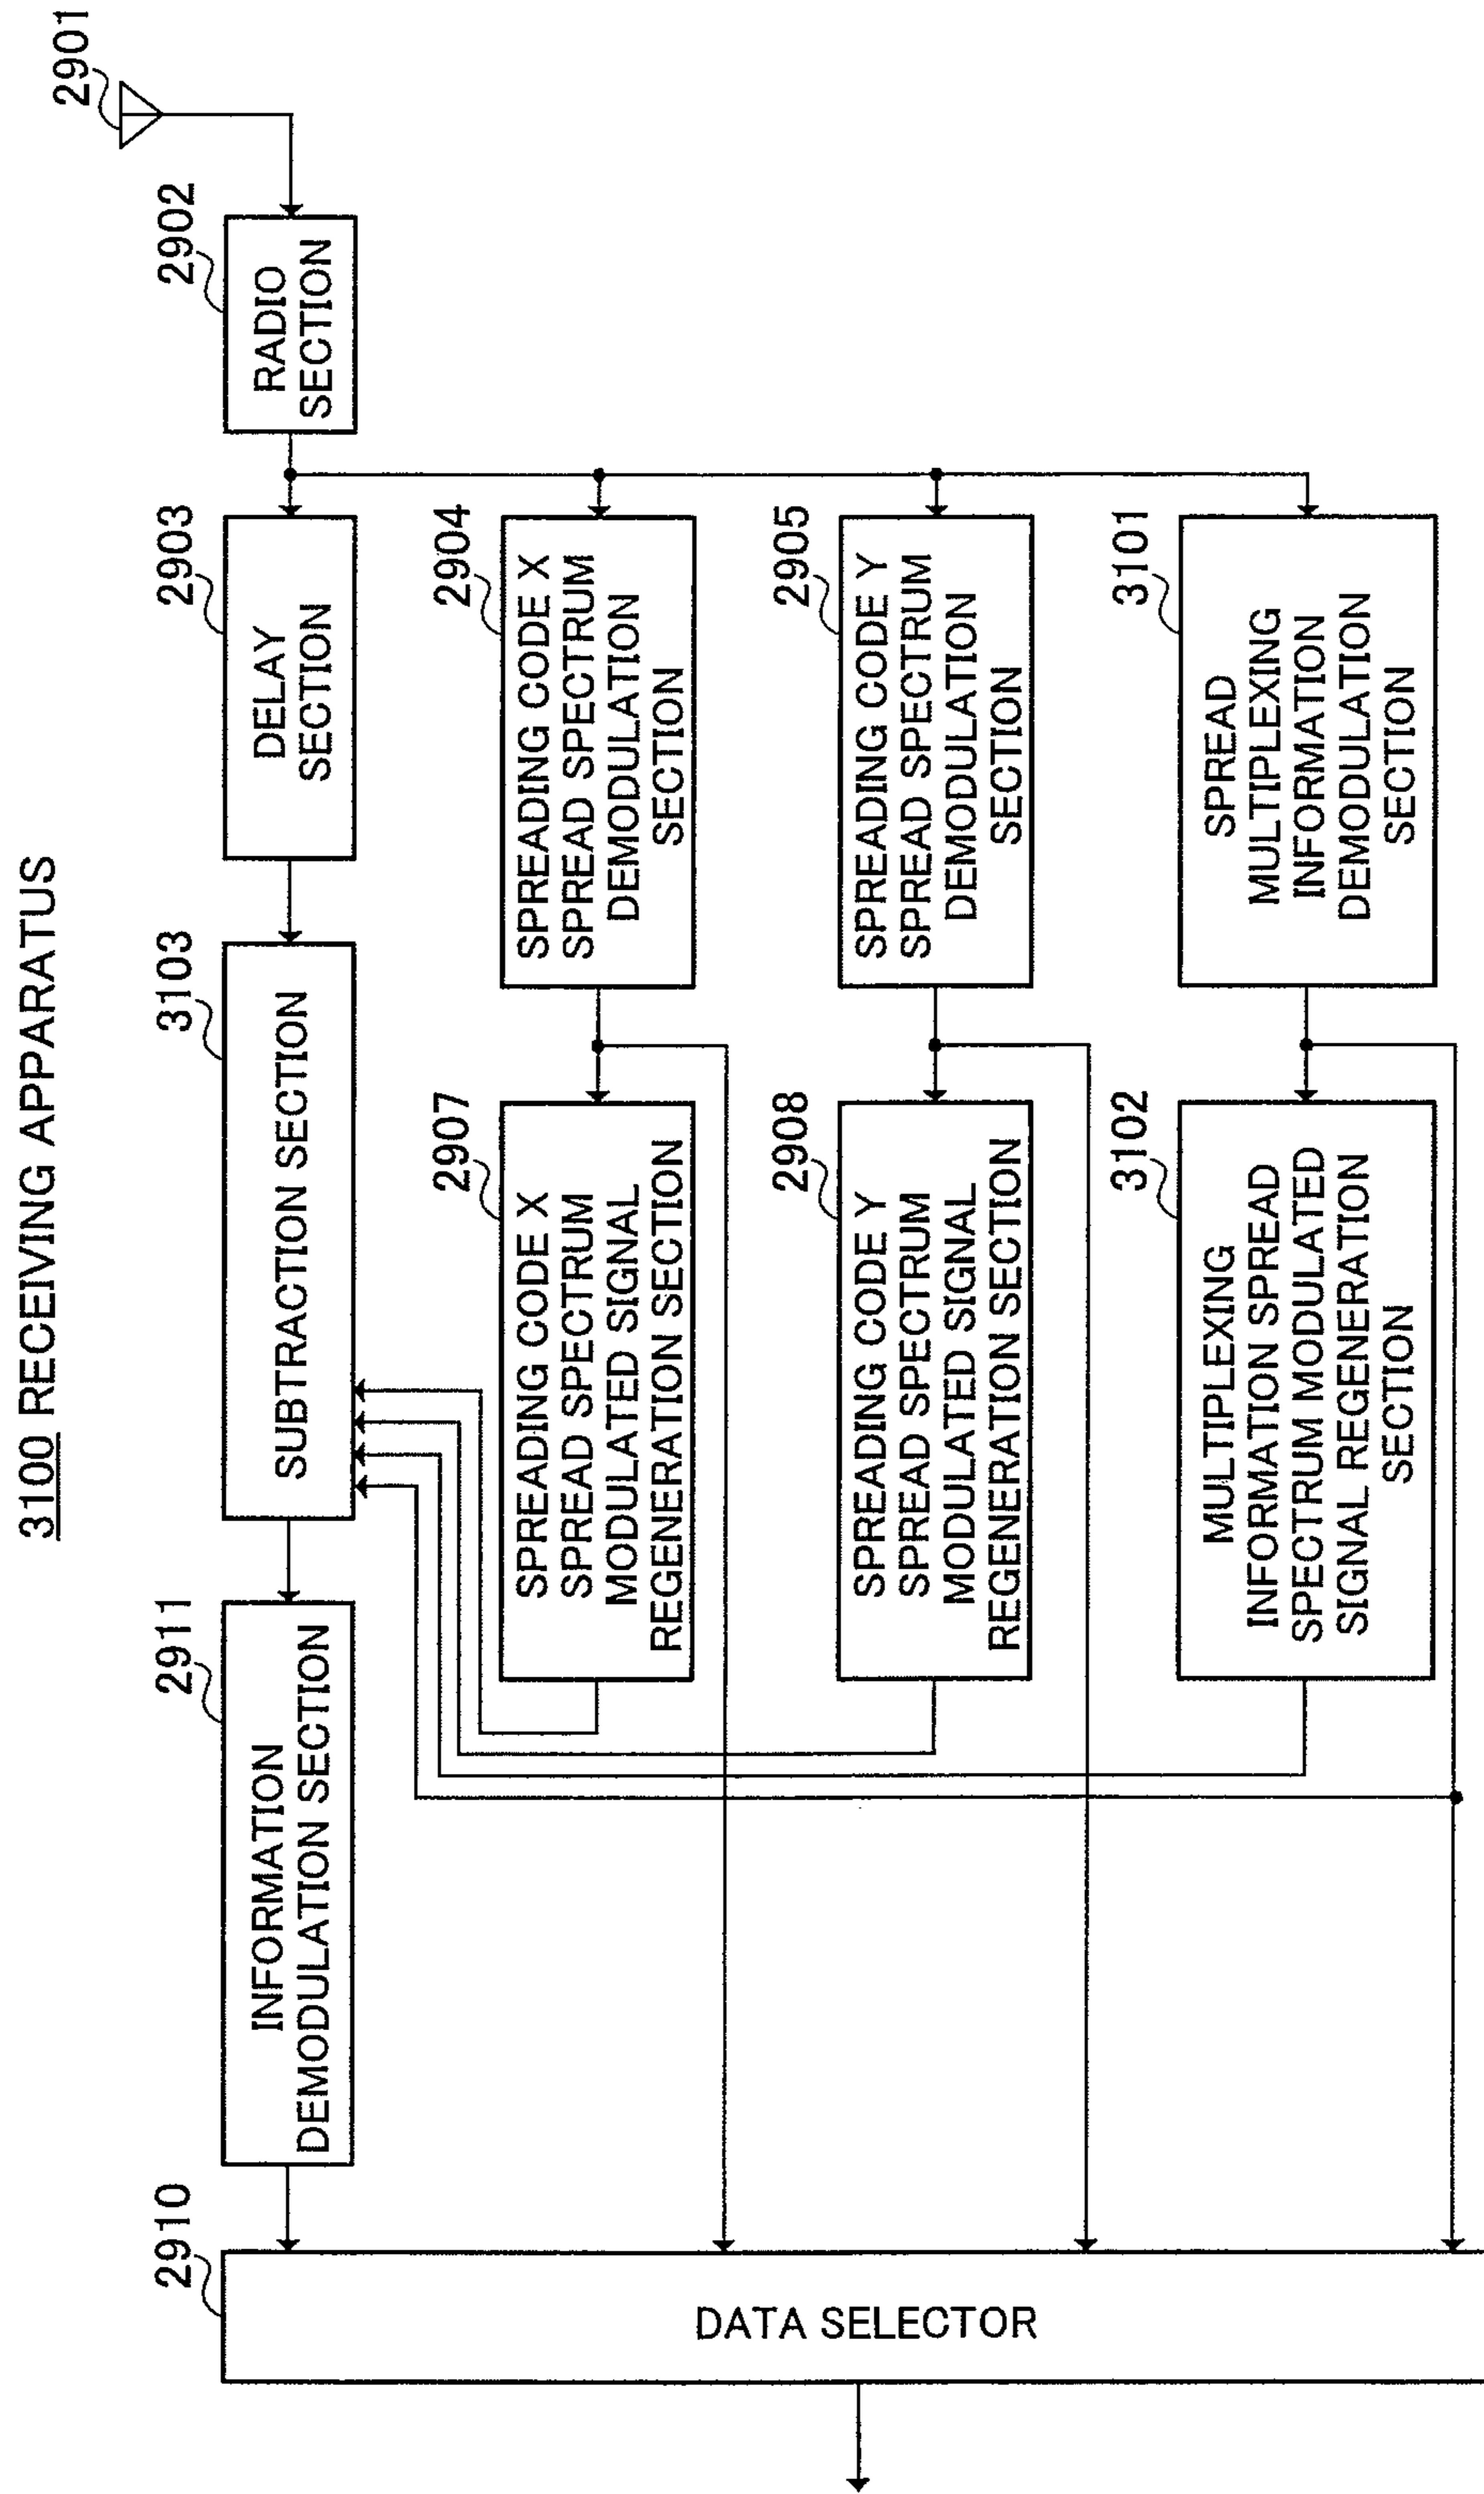 3100 RECEIVING APPARATUS
2901
2902
RADIO
SECTION
2903
DELAY
SECTION
3103
SUBTRACTION SECTION
2911
INFORMATION
DEMODULATION SECTION
2910
DATA SELECTOR
2904
SPREADING CODE X
SPREAD SPECTRUM
DEMODULATION
SECTION
2907
SPREADING CODE X
SPREAD SPECTRUM
MODULATED SIGNAL
REGENERATION SECTION
2905
SPREADING CODE Y
SPREAD SPECTRUM
DEMODULATION
SECTION
2908
SPREADING CODE Y
SPREAD SPECTRUM
MODULATED SIGNAL
REGENERATION SECTION
3101
SPREAD
MULTIPLEXING
INFORMATION
DEMODULATION
SECTION
3102
MULTIPLEXING
INFORMATION SPREAD
SPECTRUM MODULATED
SIGNAL REGENERATION
SECTION